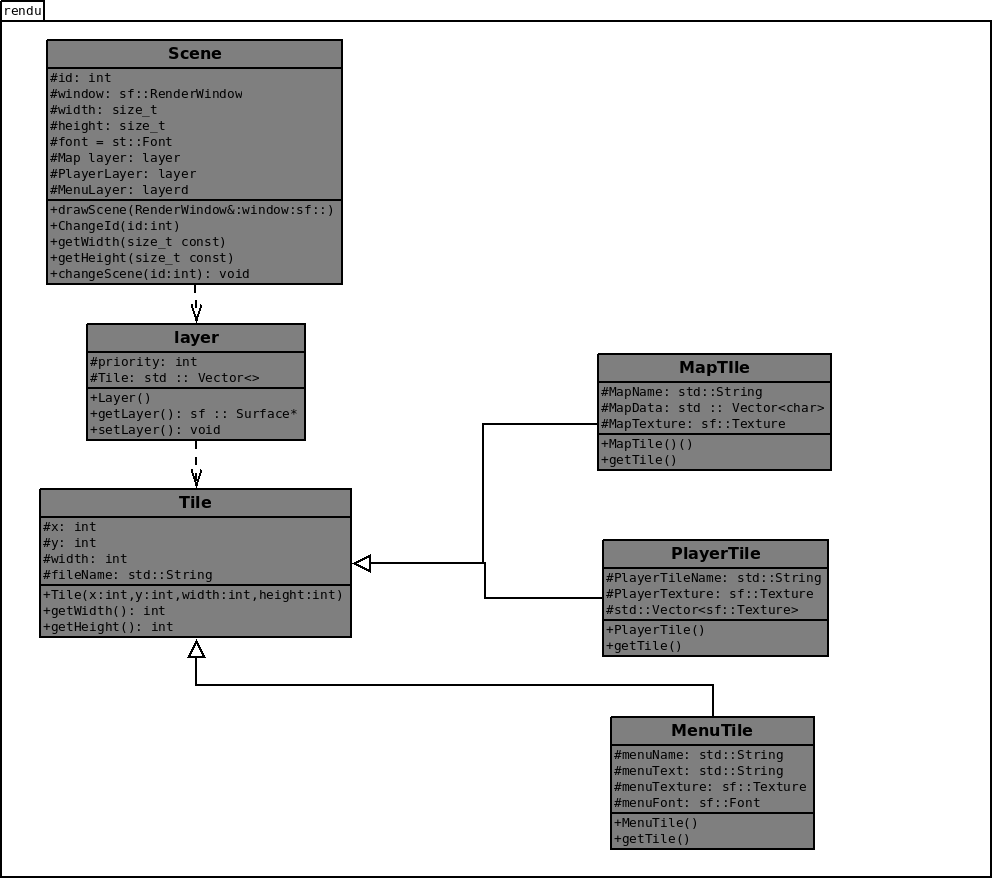 rendu
Scene
#id: int
#window: sf::RenderWindow
#width: size_t
#height: size_t
#font = st::Font
#Map layer: layer
#PlayerLayer: layer
#MenuLayer: layerd
+drawScene(RenderWindow&:window:sf::)
+ChangeId(id:int)
+getWidth(size_t const)
+getHeight(size_t const)
+changeScene(id:int): void
layer
#priority: int
#Tile: std :: Vector<>
+Layer()
+getLayer(): sf :: Surface*
+setLayer(): void
Tile
#x: int
#y: int
#width: int
#fileName: std::String
+Tile(x:int,y:int,width:int,height:int)
+getWidth(): int
+getHeight(): int
MapTIle
#MapName: std::String
#MapData: std :: Vector<char>
#MapTexture: sf::Texture
+MapTile()()
+getTile()
PlayerTile
#PlayerTileName: std::String
#PlayerTexture: sf::Texture
#std::Vector<sf::Texture>
+PlayerTile()
+getTile()
MenuTile
#menuName: std::String
#menuText: std::String
#menuTexture: sf::Texture
#menuFont: sf::Font
+MenuTile()
+getTile()